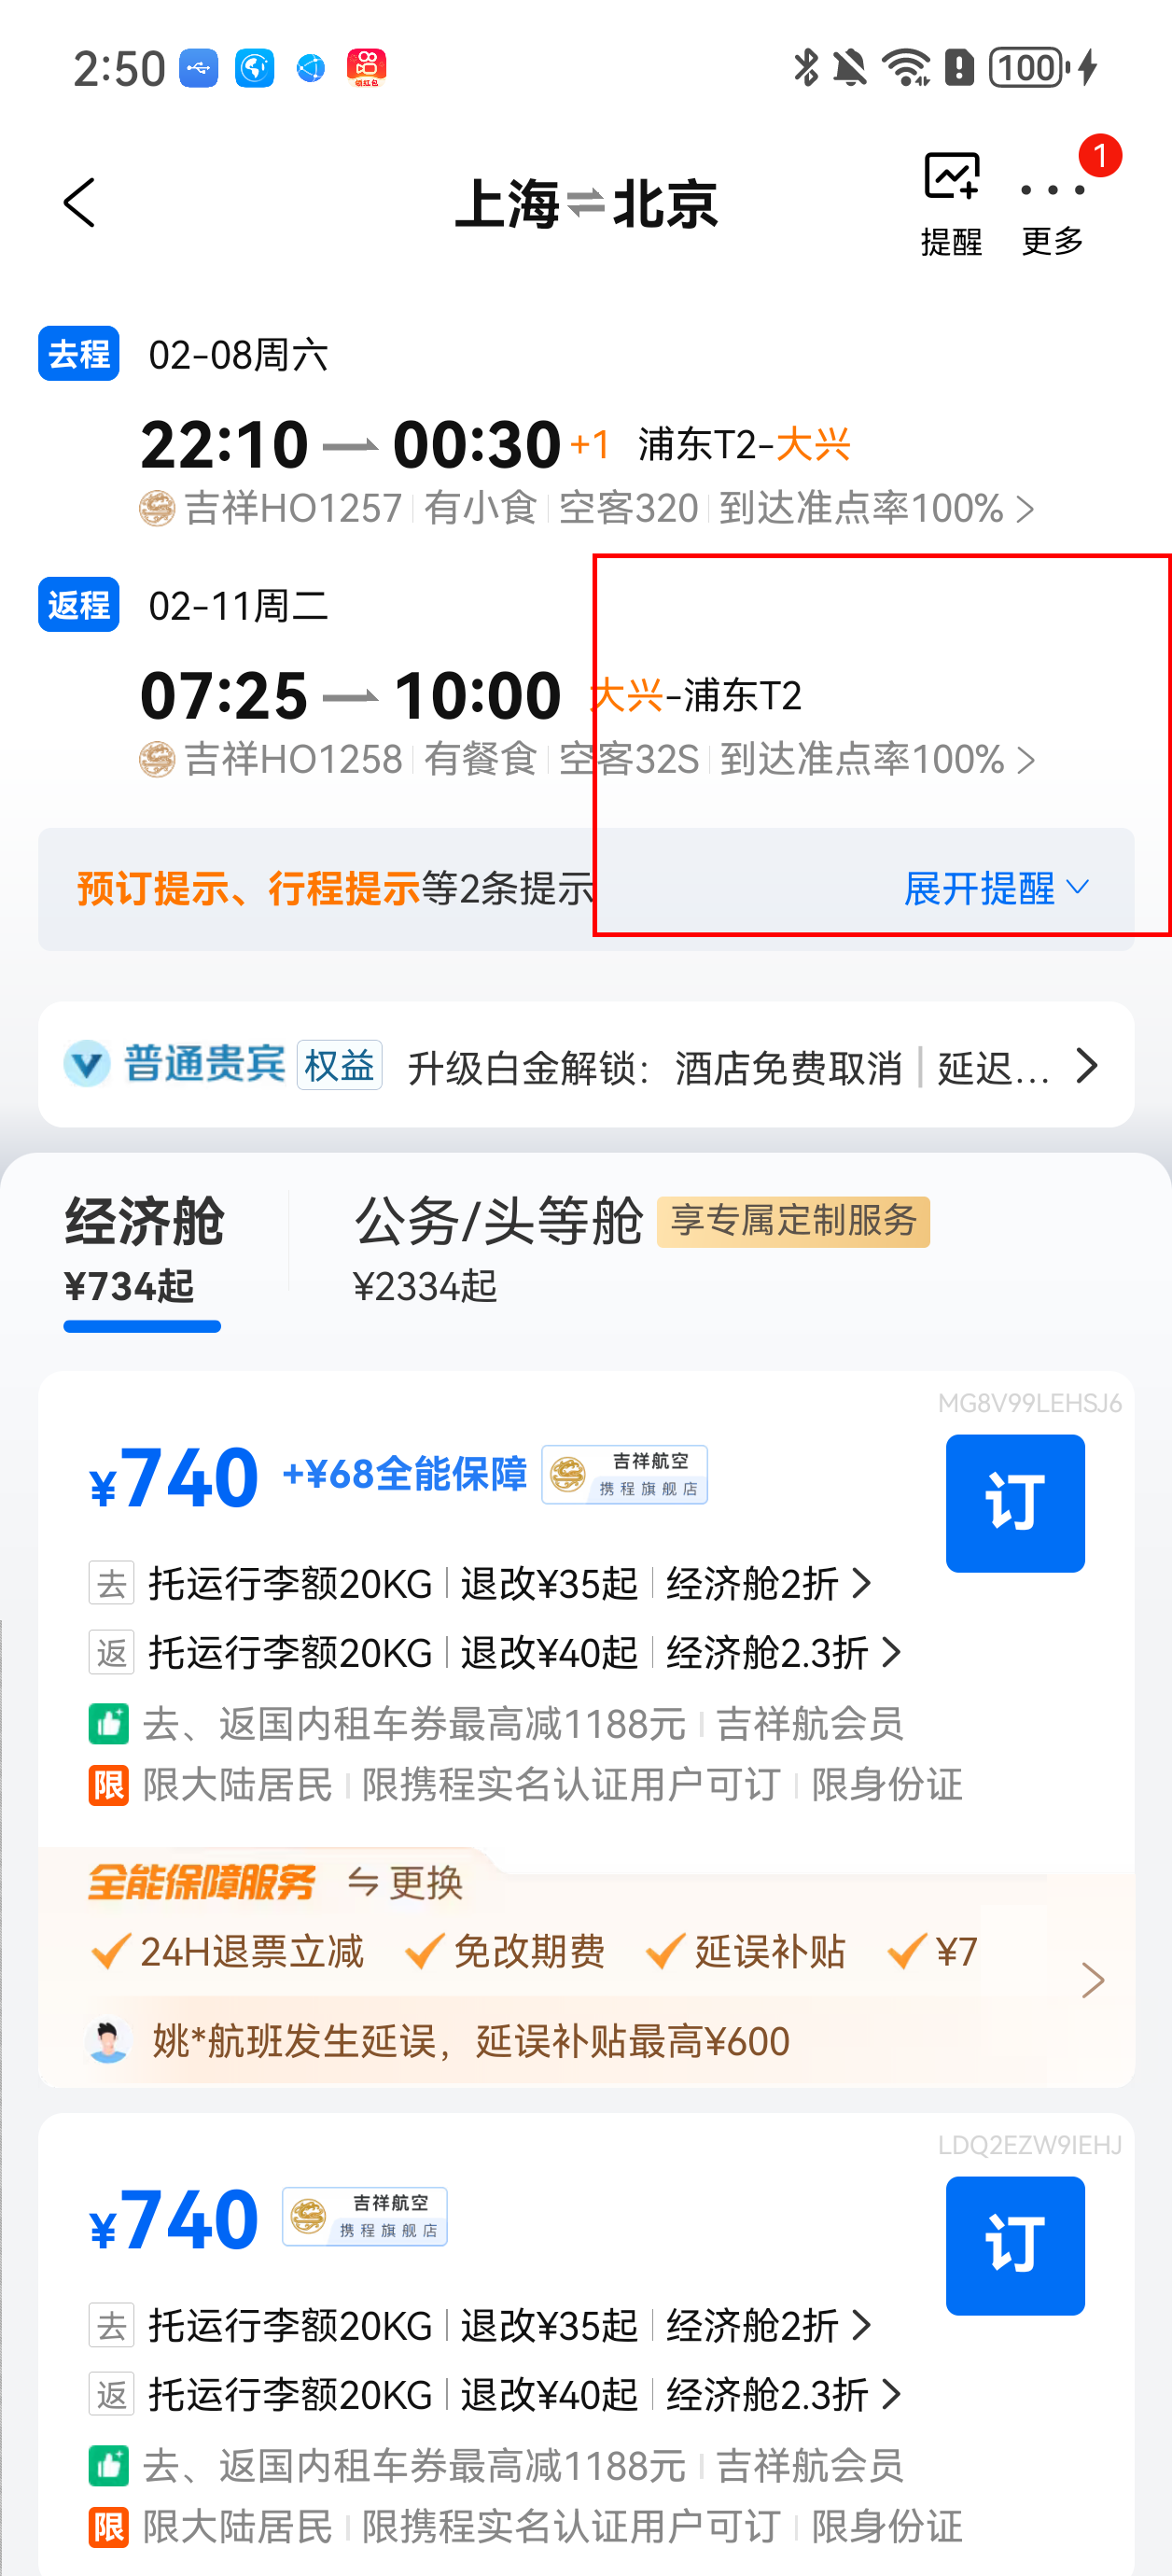 2:50
100
上海⇌北京
1
提醒
更多
去程 02-08周六
22:10 00:30 +1 浦东T2-大兴
吉祥HO1257 有小食 空客320 到达准点率100%
返程 02-11周二
07:25 10:00 大兴-浦东T2
吉祥HO1258 有餐食 空客32S 到达准点率100%
预订提示、行程提示等2条提示 展开提醒
普通贵宾 权益 升级白金解锁：酒店免费取消 | 延迟...
经济舱 公务/头等舱 享专属定制服务
¥734起 ¥2334起
MG8V99LEHSJ6
¥740 +¥68全能保障 吉祥航空 携程旗舰店 订
去 托运行李额20KG 退改¥35起 经济舱2折
返 托运行李额20KG 退改¥40起 经济舱2.3折
去、返国内租车券最高减1188元 吉祥航会员
限 限大陆居民 限携程实名认证用户可订 限身份证
全能保障服务 更换
24H退票立减 免改期费 延误补贴 ¥7
姚*航班发生延误，延误补贴最高¥600
LDQ2EZW9IEHJ
¥740 吉祥航空 携程旗舰店 订
去 托运行李额20KG 退改¥35起 经济舱2折
返 托运行李额20KG 退改¥40起 经济舱2.3折
去、返国内租车券最高减1188元 吉祥航会员
限 限大陆居民 限携程实名认证用户可订 限身份证